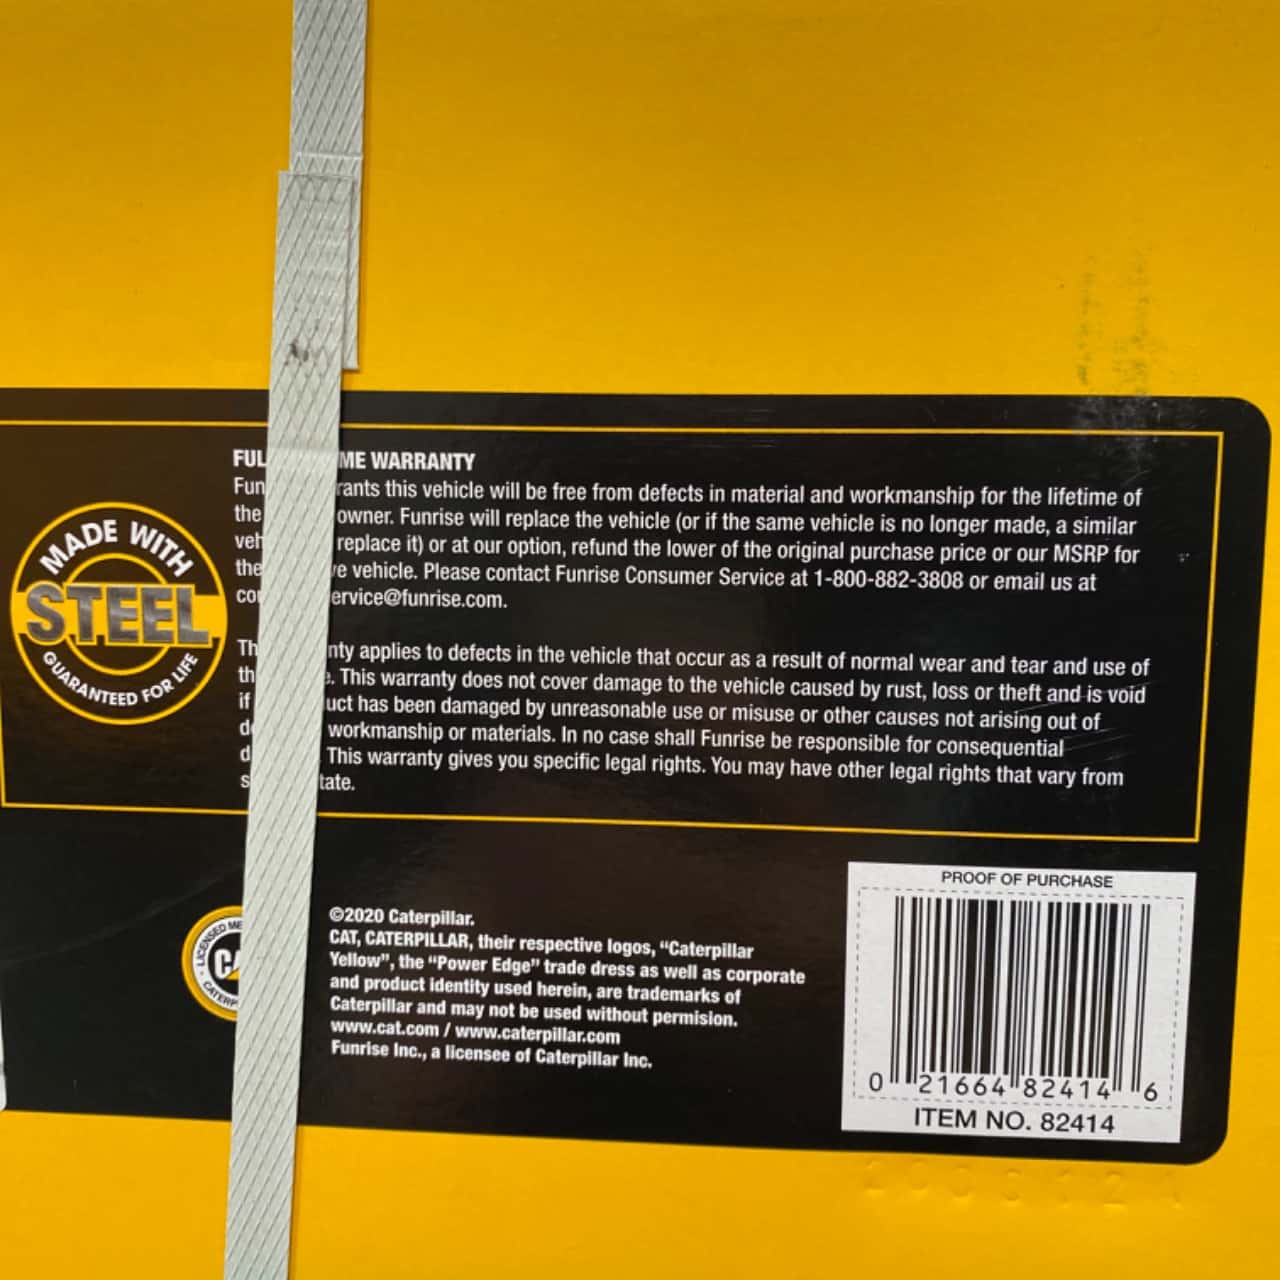 MADE WITH
STEEL
GUARANTEED FOR LIFE
WARRANTY
this vehicle will be free from defects in material and workmanship for the lifetime of
the owner. Funrise will replace the vehicle (or if the same vehicle is no longer made, a similar
replace it) or at our option, refund the lower of the original purchase price or our MSRP for
the vehicle. Please contact Funrise Consumer Service at 1-800-882-3808 or email us at
ervice@funrise.com.
applies to defects in the vehicle that occur as a result of normal wear and tear and use of
This warranty does not cover damage to the vehicle caused by rust, loss or theft and is void
if has been damaged by unreasonable use or misuse or other causes not arising out of
workmanship or materials. In no case shall Funrise be responsible for consequential
This warranty gives you specific legal rights. You may have other legal rights that vary from
LICENSED
©2020 Caterpillar.
CAT, CATERPILLAR, their respective logos, “Caterpillar
Yellow”, the “Power Edge” trade dress as well as corporate
and product identity used herein, are trademarks of
Caterpillar and may not be used without permision.
www.cat.com / www.caterpillar.com
Funrise Inc., a licensee of Caterpillar Inc.
PROOF OF PURCHASE
0 21664 82414 6
ITEM NO. 82414